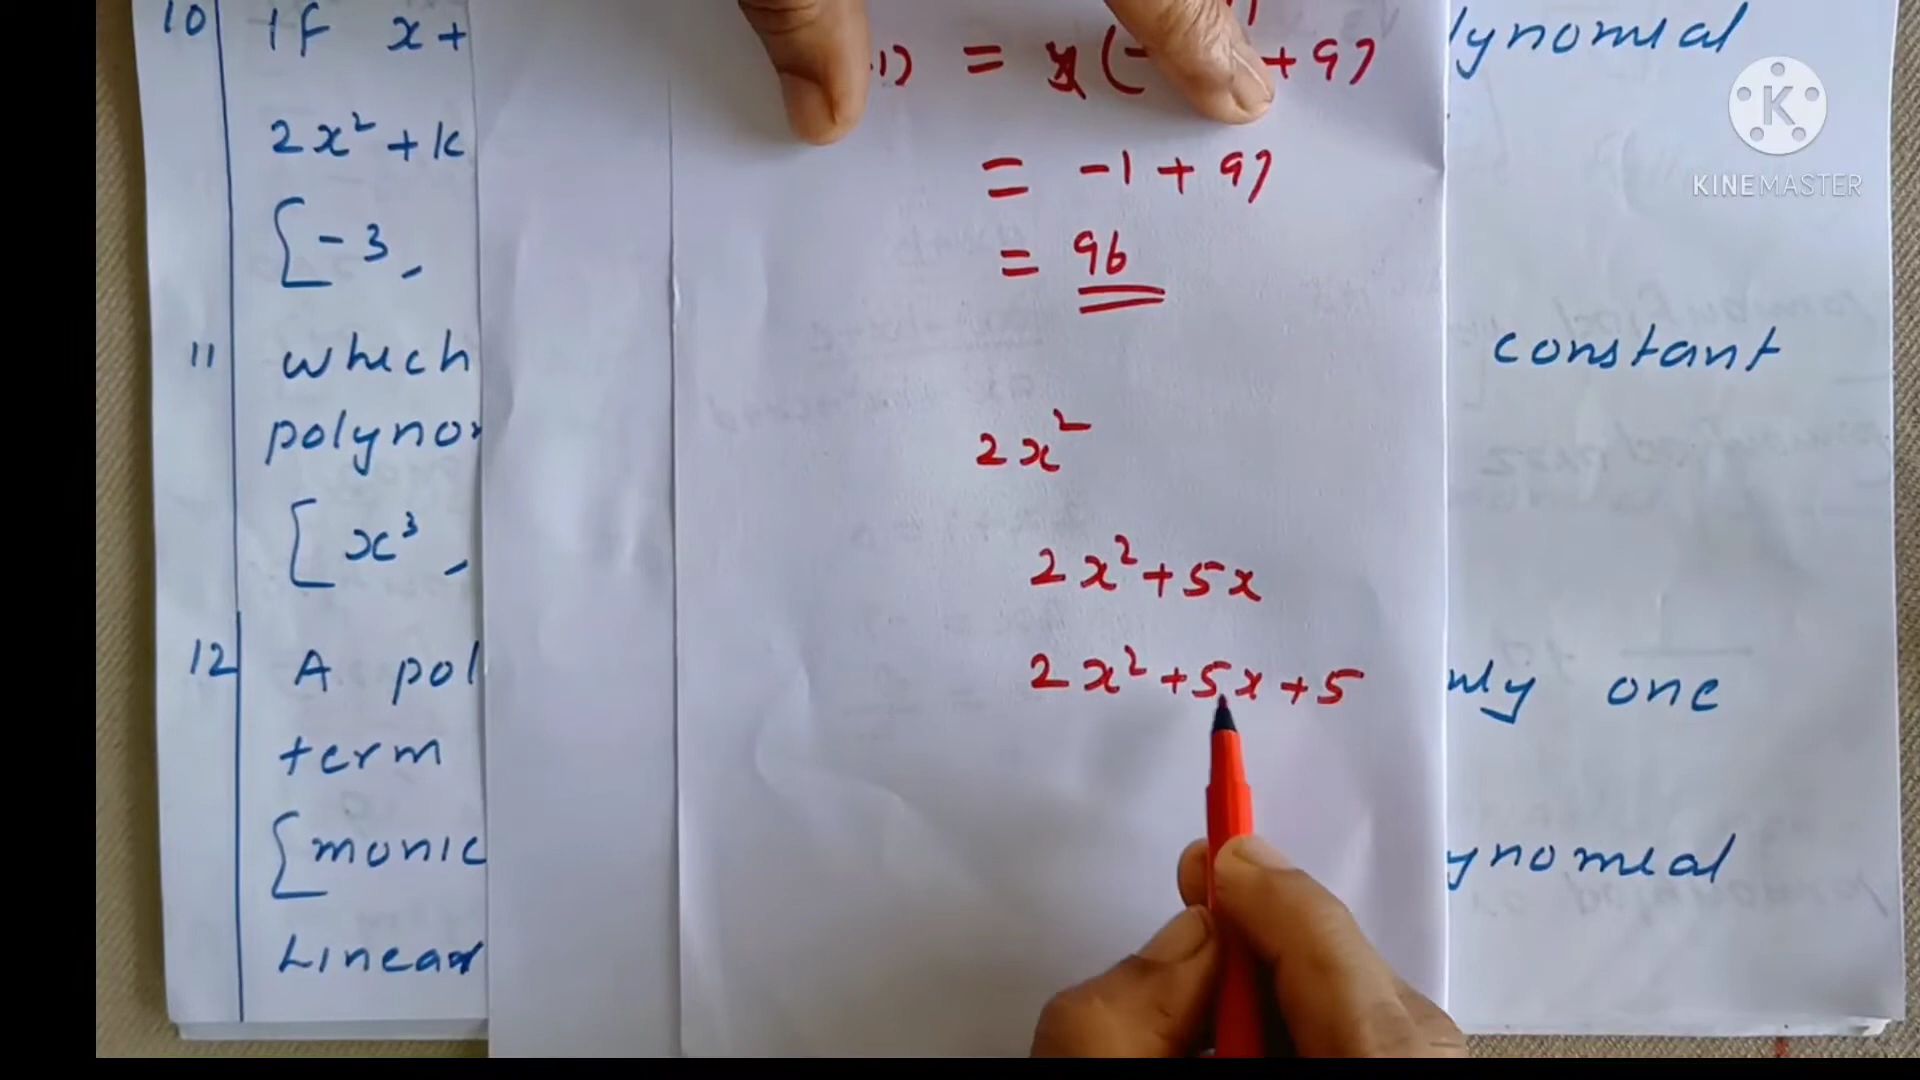 10 If x+
2x² + k
[-3,
11 which
polyno
[x³,
12 A pol
term
[monic
Linear
= (- + 97
= -1 + 97
= 96
2x²
2x² + 5x
2x² + 5x + 5
lynomial
constant
only one
ynomial
KINEMASTER